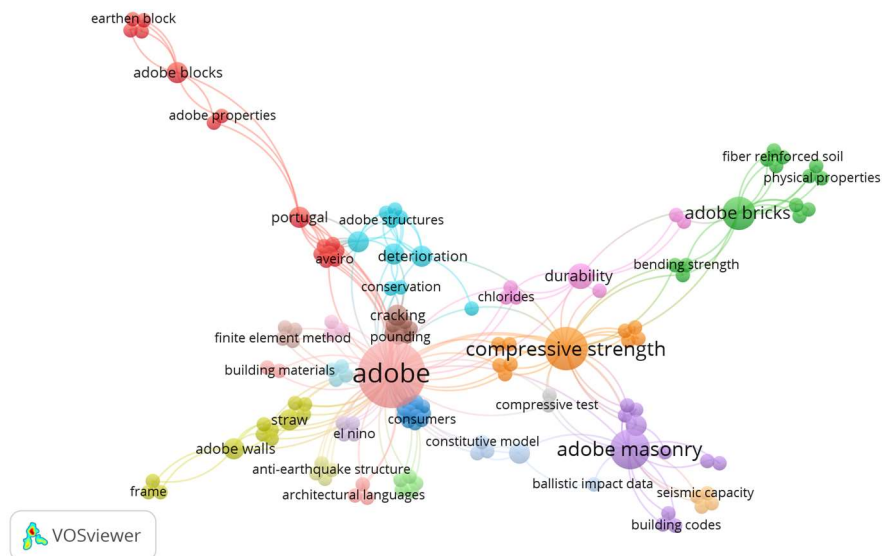 earthen block
adobe blocks
adobe properties
fiber reinforced soil
physical properties
portugal
adobe structures
adobe bricks
aveiro
deterioration
bending strength
durability
conservation
chlorides
cracking
finite element method
pounding
compressive strength
building materials
adobe
straw
consumers
compressive test
el nino
adobe walls
constitutive model
adobe masonry
anti-earthquake structure
frame
architectural languages
ballistic impact data
seismic capacity
building codes
VOSviewer